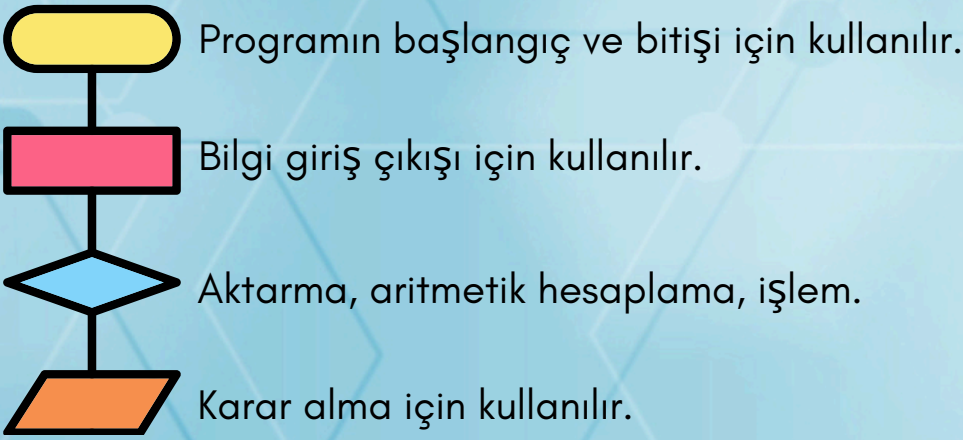 Programın başlangıç ve bitişi için kullanılır.
Bilgi giriş çıkışı için kullanılır.
Aktarma, aritmetik hesaplama, işlem.
Karar alma için kullanılır.